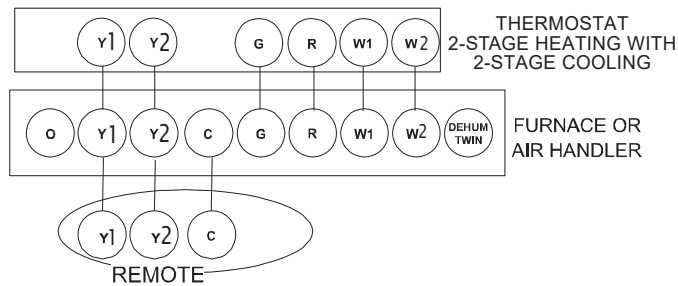 Y1 Y2 G R W1 W2
THERMOSTAT
2-STAGE HEATING WITH
2-STAGE COOLING
O Y1 Y2 C G R W1 W2 DEHUM
TWIN
FURNACE OR
AIR HANDLER
Y1 Y2 C
REMOTE